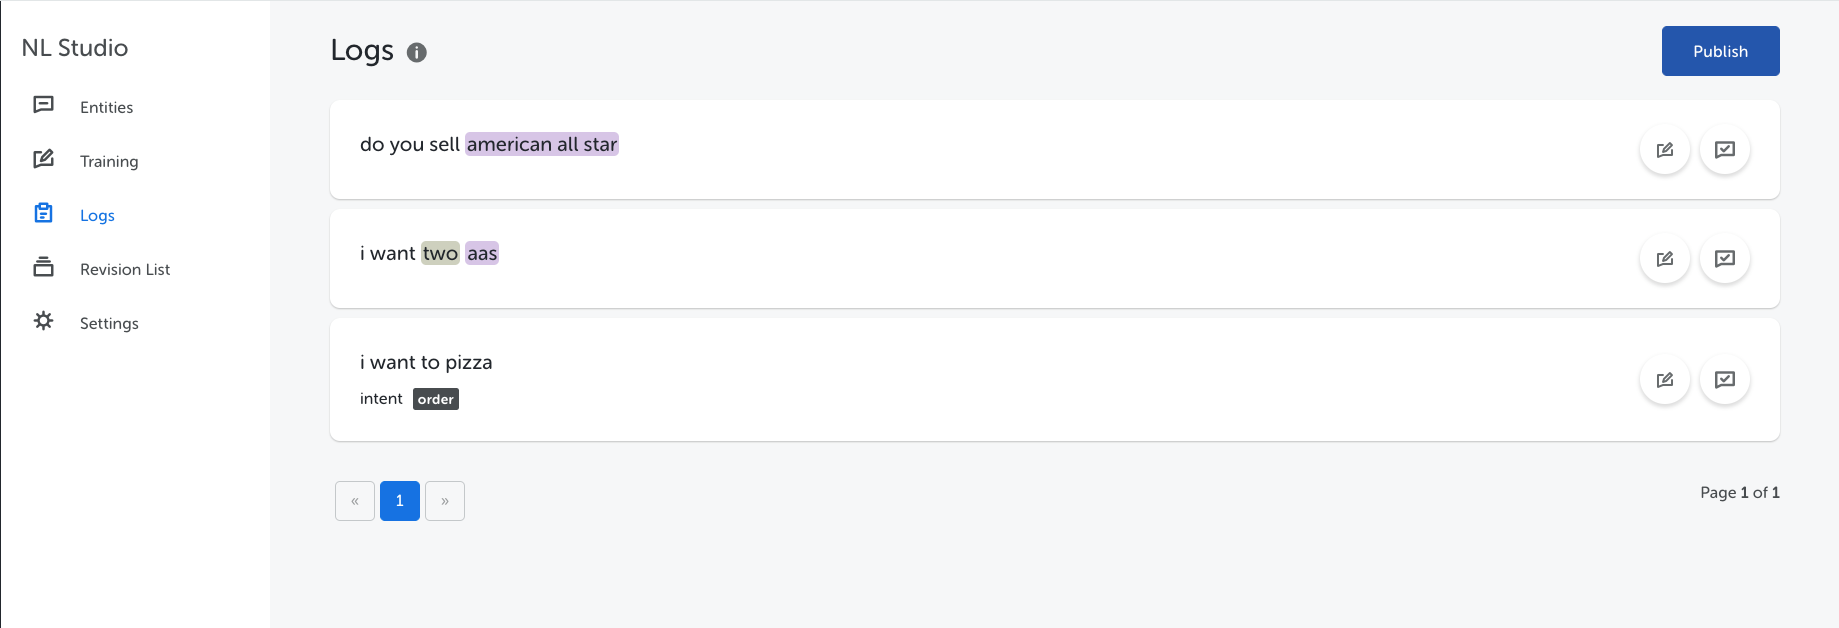 NL Studio
Entities
Training
Logs
Revision List
Settings
Logs
Publish
do you sell american all star
i want two aas
i want to pizza
intent order
« 1 »
Page 1 of 1